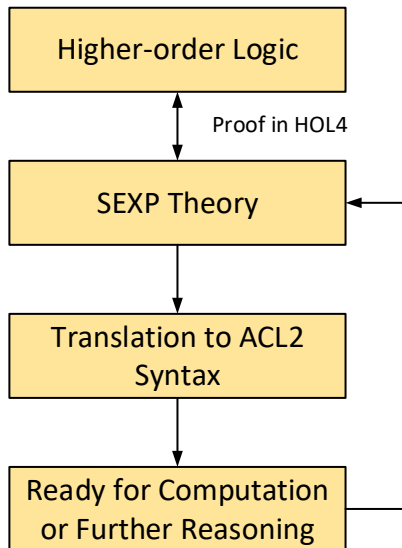 Higher-order Logic
Proof in HOL4
SEXP Theory
Translation to ACL2
Syntax
Ready for Computation
or Further Reasoning